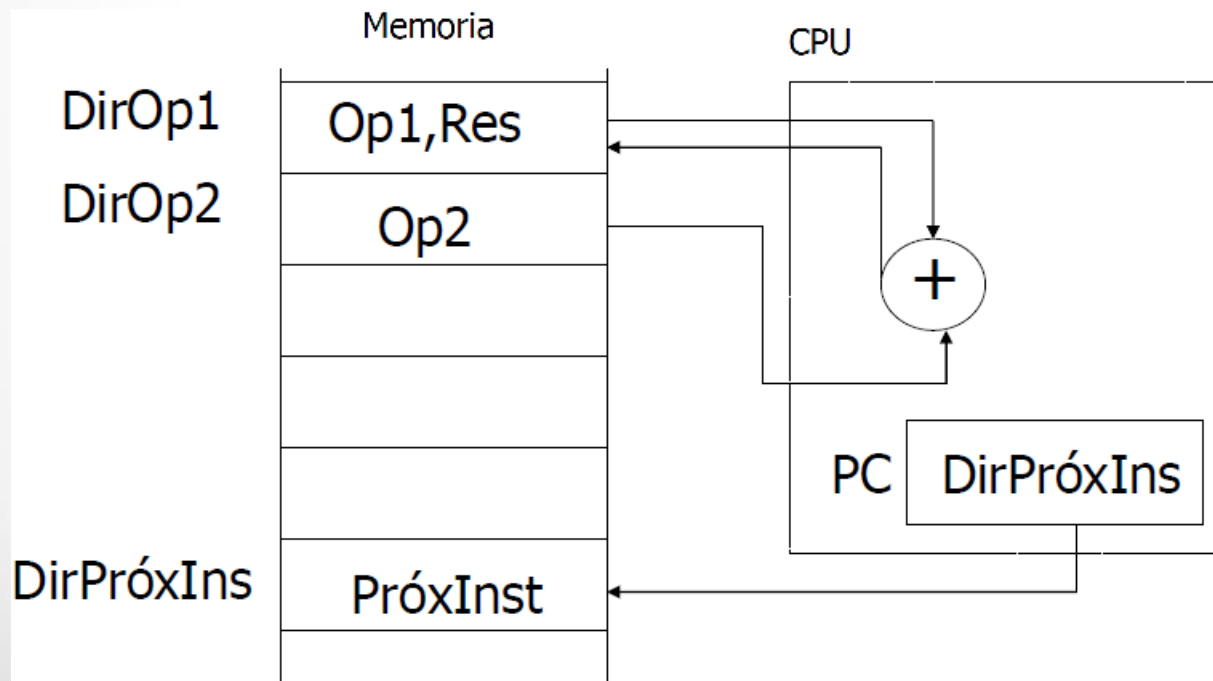 Memoria
CPU
DirOp1
Op1,Res
DirOp2
Op2
+
PC
DirPróxIns
DirPróxIns
PróxInst